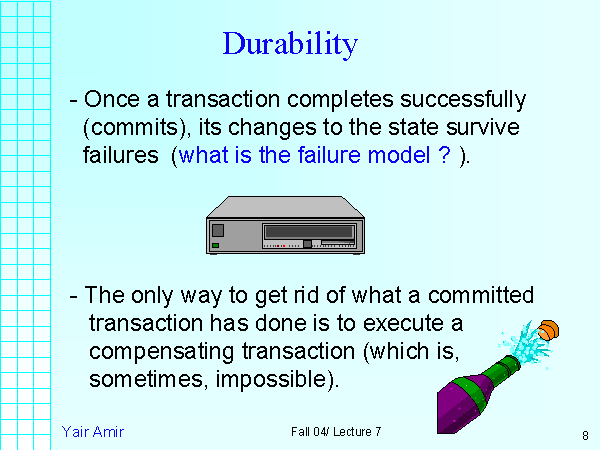 Durability
- Once a transaction completes successfully
(commits), its changes to the state survive
failures (what is the failure model ? ).
- The only way to get rid of what a committed
transaction has done is to execute a
compensating transaction (which is,
sometimes, impossible).
Yair Amir
Fall 04/ Lecture 7
8